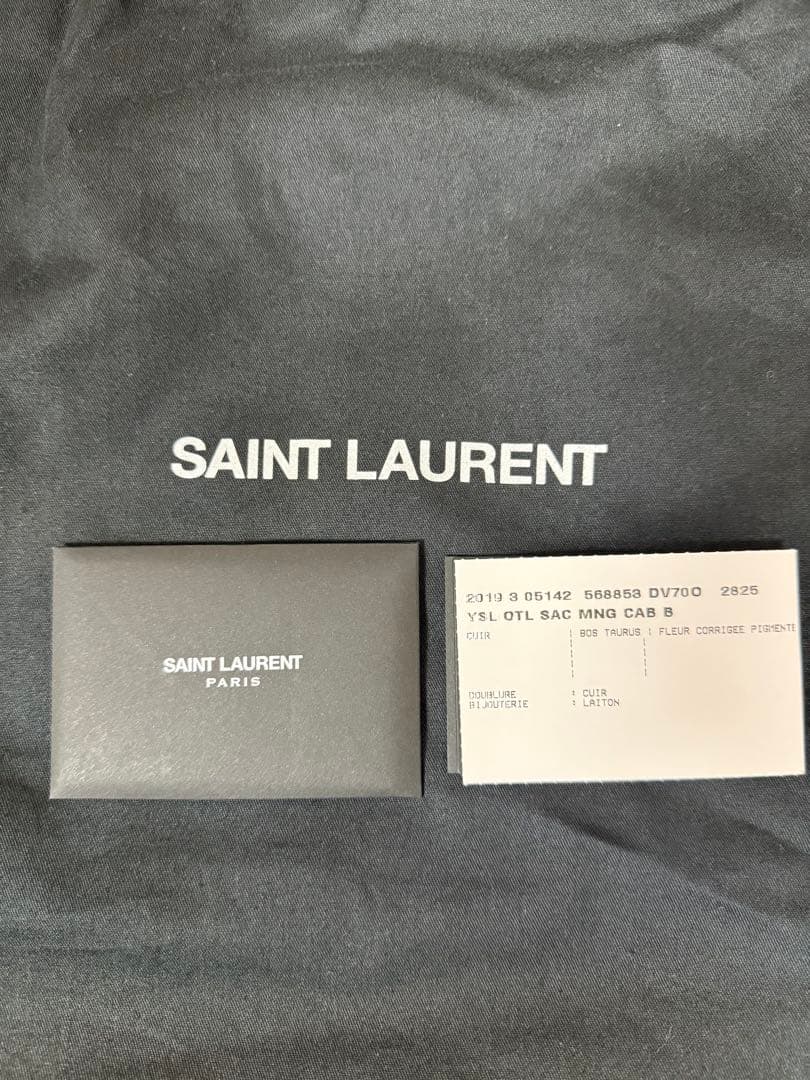 SAINT LAURENT
SAINT LAURENT
PARIS
2019 3 05142 568853 DV70O 2825
YSL OTL SAC MNG CAB B
CUIR | BOS TAURUS | FLEUR CORRIGEE PIGMENTE
DOUBLURE : CUIR
BIJOUTERIE : LAITON